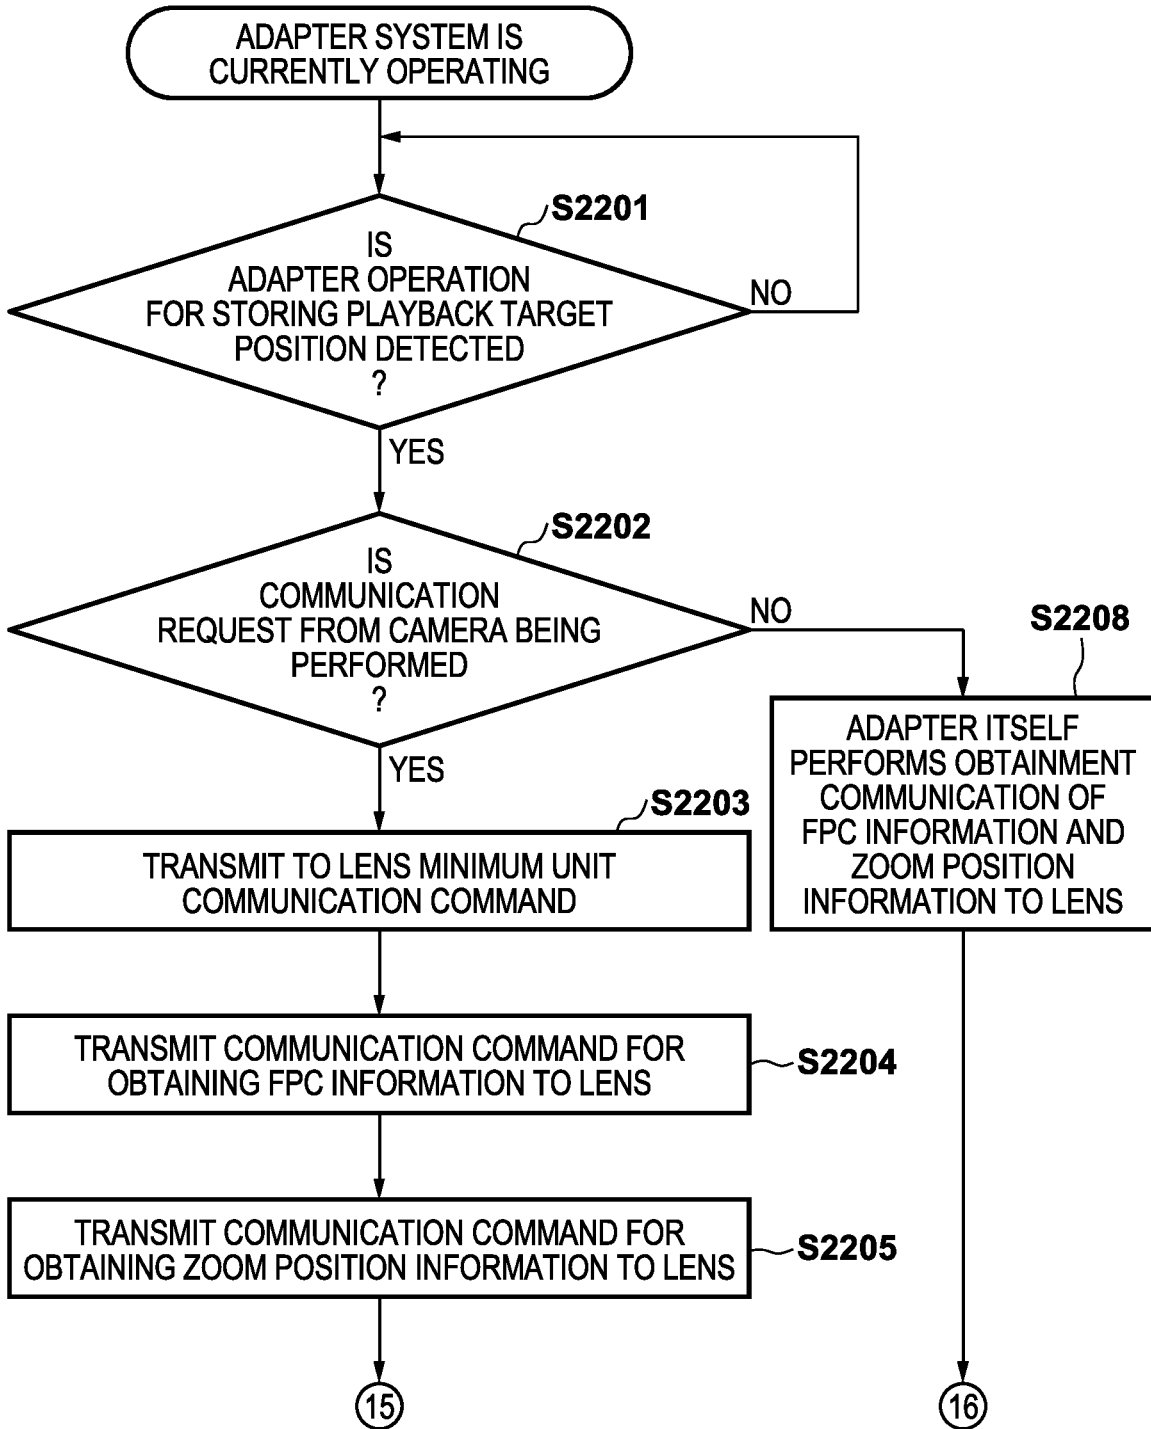 ADAPTER SYSTEM IS
CURRENTLY OPERATING
S2201
IS
ADAPTER OPERATION
FOR STORING PLAYBACK TARGET
POSITION DETECTED
?
NO
YES
S2202
IS
COMMUNICATION
REQUEST FROM CAMERA BEING
PERFORMED
?
NO
YES
S2208
ADAPTER ITSELF
PERFORMS OBTAINMENT
COMMUNICATION OF
FPC INFORMATION AND
ZOOM POSITION
INFORMATION TO LENS
S2203
TRANSMIT TO LENS MINIMUM UNIT
COMMUNICATION COMMAND
TRANSMIT COMMUNICATION COMMAND FOR
OBTAINING FPC INFORMATION TO LENS
S2204
TRANSMIT COMMUNICATION COMMAND FOR
OBTAINING ZOOM POSITION INFORMATION TO LENS
S2205
15
16